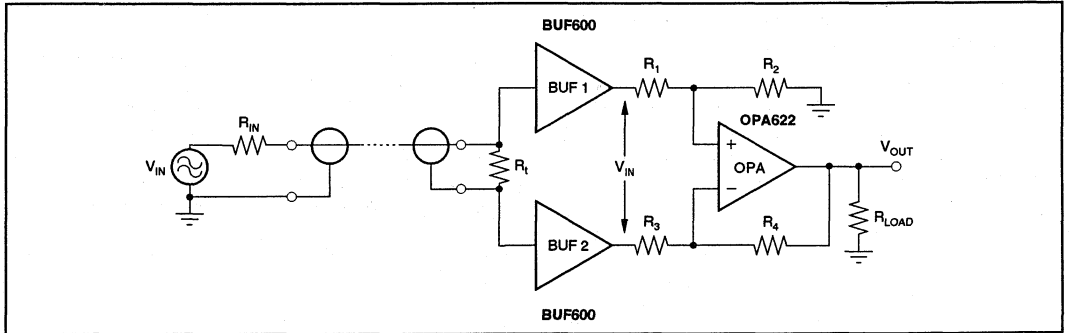 BUF600
BUF 1
R1
R2
OPA622
RIN
VIN
Rt
VIN
+
OPA
−
VOUT
RLOAD
BUF 2
R3
R4
BUF600